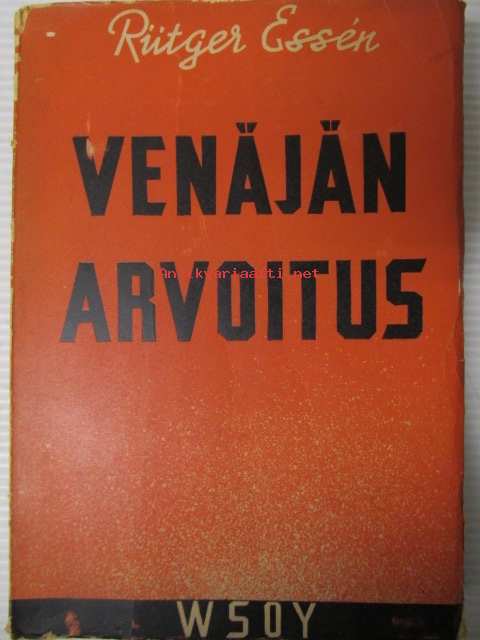 Rütger Essén
VENÄJÄN
Antikvariaatti.net
ARVOITUS
WSOY